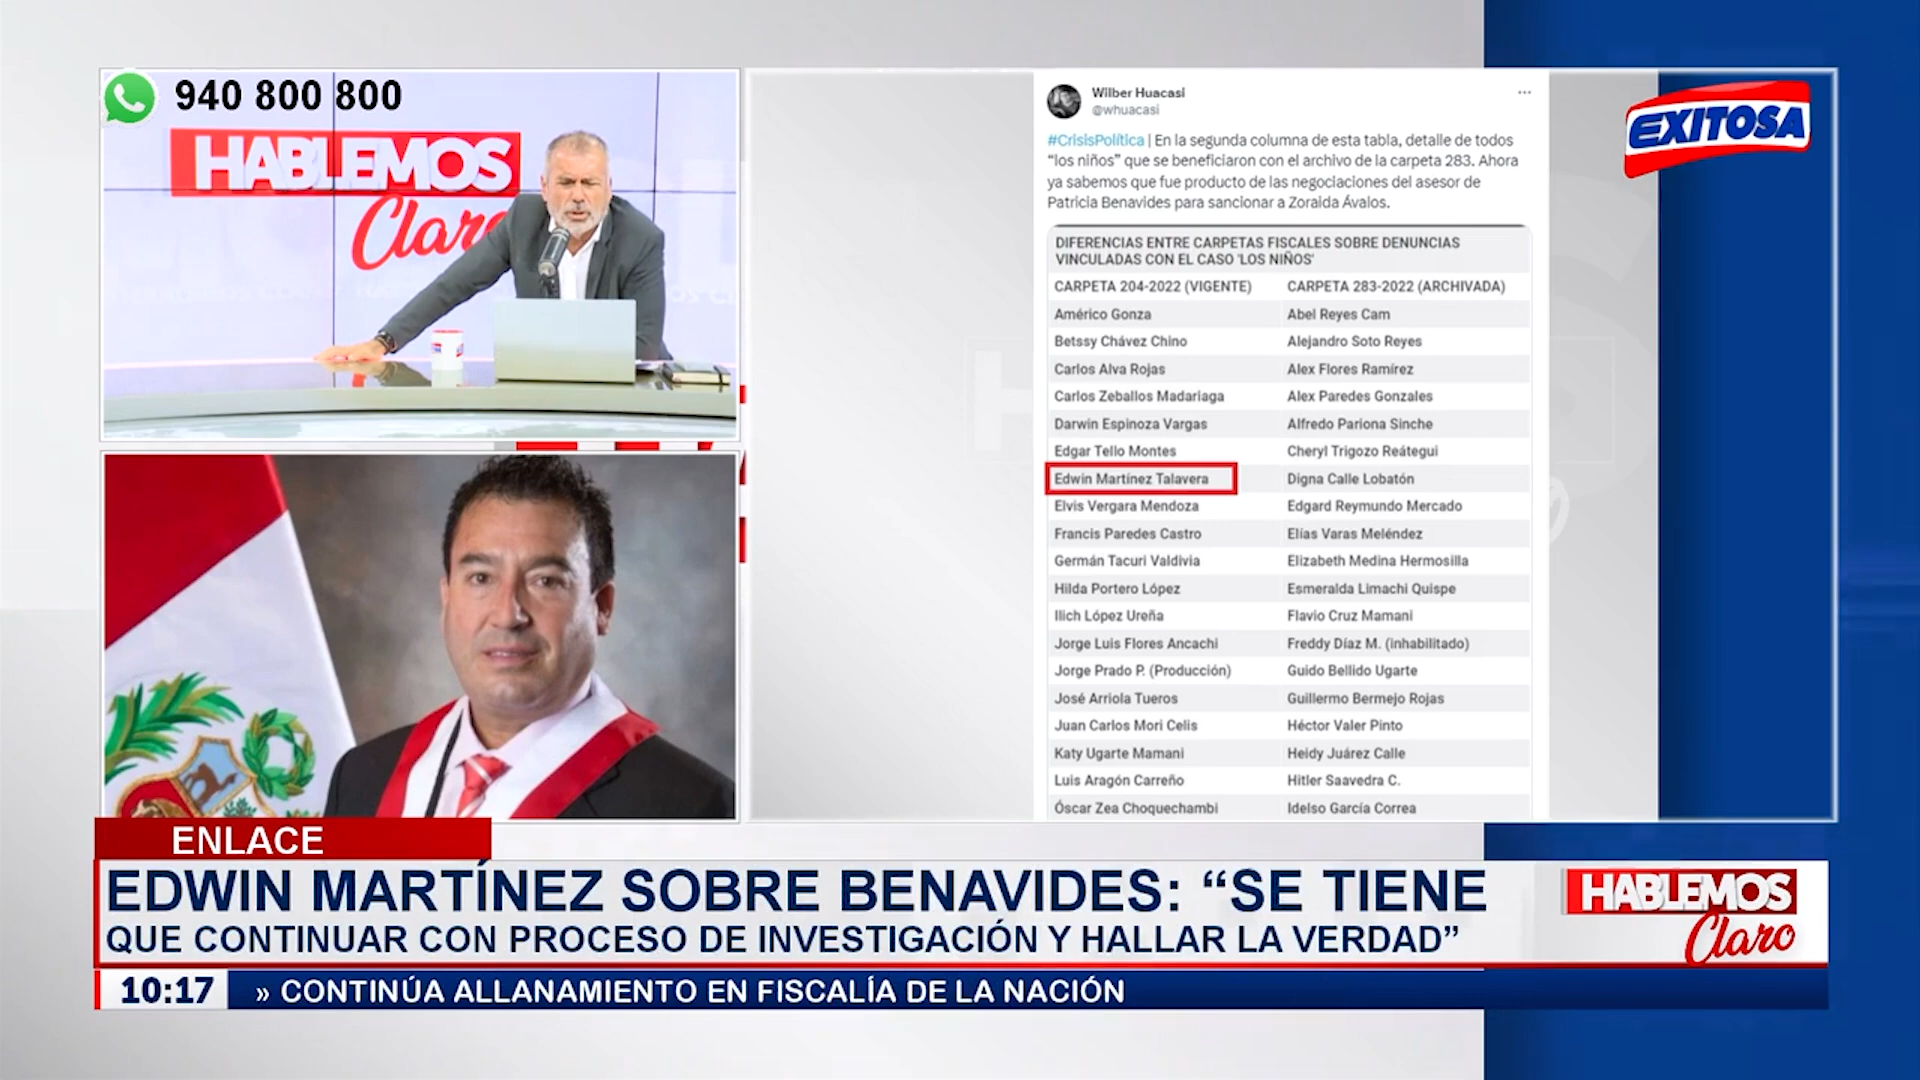 940 800 800
HABLEMOS
Claro
Wilber Huacasi
@whuacasi
#CrisisPolítica | En la segunda columna de esta tabla, detalle de todos
“los niños” que se beneficiaron con el archivo de la carpeta 283. Ahora
ya sabemos que fue producto de las negociaciones del asesor de
Patricia Benavides para sancionar a Zoraida Ávalos.
DIFERENCIAS ENTRE CARPETAS FISCALES SOBRE DENUNCIAS
VINCULADAS CON EL CASO 'LOS NIÑOS'
CARPETA 204-2022 (VIGENTE) CARPETA 283-2022 (ARCHIVADA)
Américo Gonza Abel Reyes Cam
Betssy Chávez Chino Alejandro Soto Reyes
Carlos Alva Rojas Alex Flores Ramírez
Carlos Zeballos Madariaga Alex Paredes Gonzales
Darwin Espinoza Vargas Alfredo Pariona Sinche
Edgar Tello Montes Cheryl Trigozo Reátegui
Edwin Martínez Talavera Digna Calle Lobatón
Elvis Vergara Mendoza Edgard Reymundo Mercado
Francis Paredes Castro Elías Varas Meléndez
Germán Tacuri Valdivia Elizabeth Medina Hermosilla
Hilda Portero López Esmeralda Limachi Quispe
Ilich López Ureña Flavio Cruz Mamani
Jorge Luis Flores Ancachi Freddy Díaz M. (inhabilitado)
Jorge Prado P. (Producción) Guido Bellido Ugarte
José Arriola Tueros Guillermo Bermejo Rojas
Juan Carlos Mori Celis Héctor Valer Pinto
Katy Ugarte Mamani Heidy Juárez Calle
Luis Aragón Carreño Hitler Saavedra C.
Óscar Zea Choquechambi Idelso García Correa
EXITOSA
ENLACE
EDWIN MARTÍNEZ SOBRE BENAVIDES: “SE TIENE
QUE CONTINUAR CON PROCESO DE INVESTIGACIÓN Y HALLAR LA VERDAD”
HABLEMOS
Claro
10:17 » CONTINÚA ALLANAMIENTO EN FISCALÍA DE LA NACIÓN